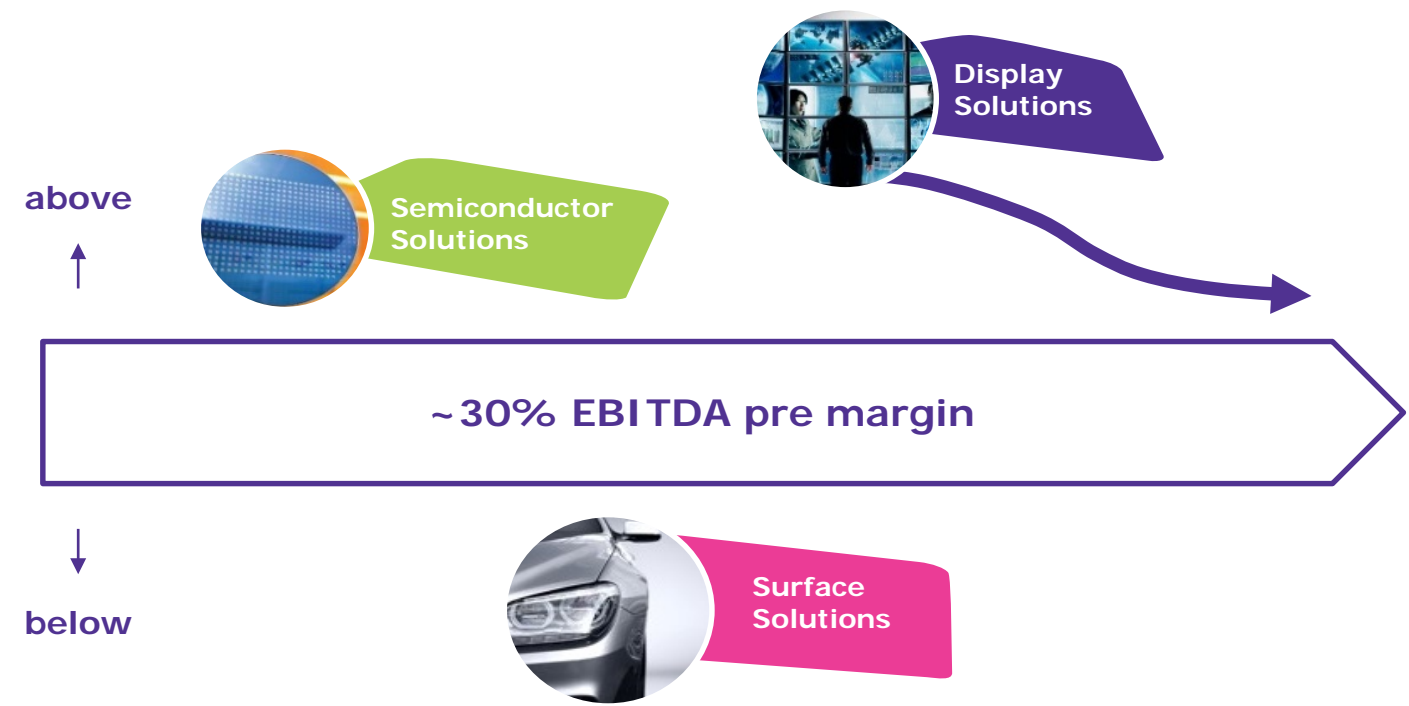 Display
Solutions
above
Semiconductor
Solutions
~30% EBITDA pre margin
below
Surface
Solutions